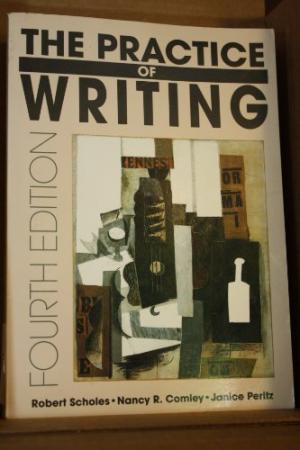 THE PRACTICE
OF
WRITING
FOURTH EDITION
Robert Scholes • Nancy R. Comley • Janice Peritz